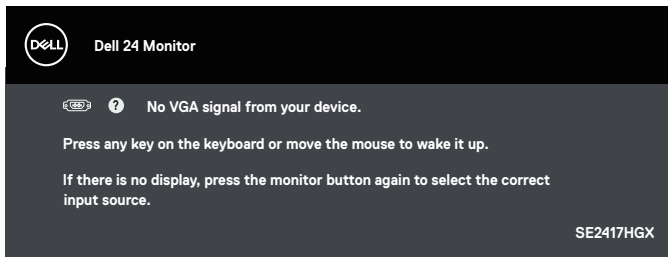 DELL
Dell 24 Monitor
? No VGA signal from your device.
Press any key on the keyboard or move the mouse to wake it up.
If there is no display, press the monitor button again to select the correct
input source.
SE2417HGX